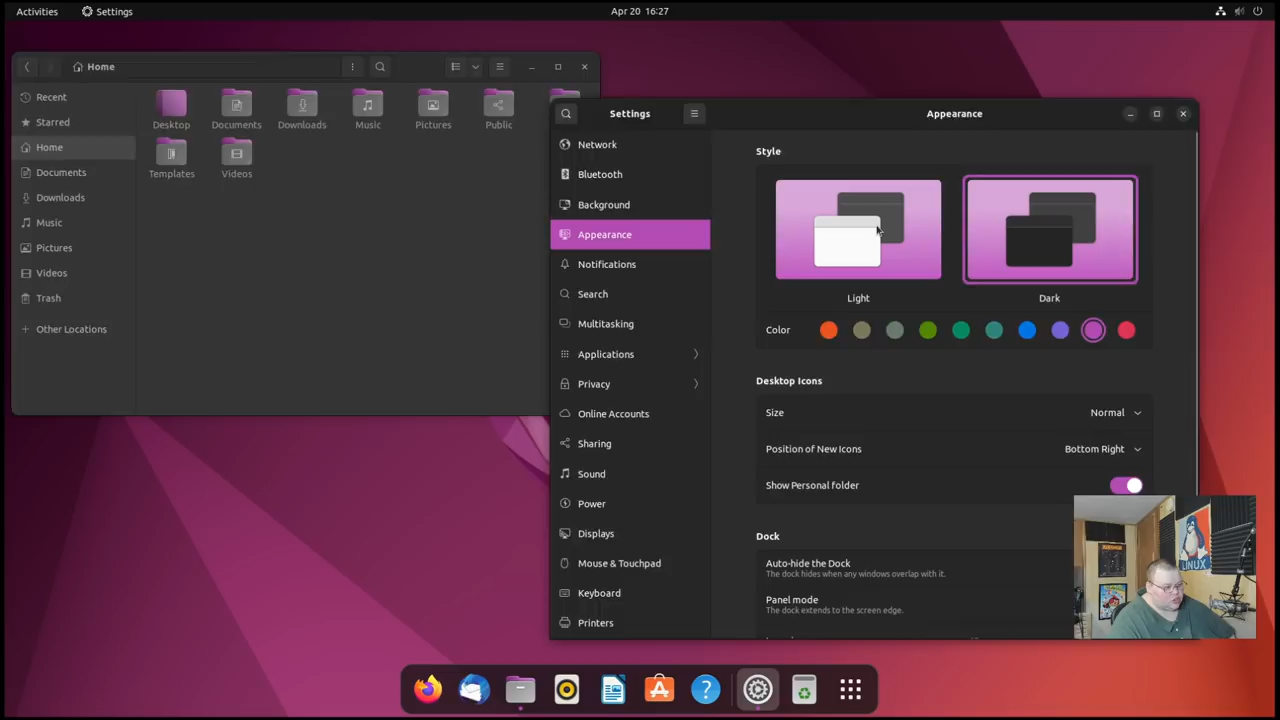 Activities
Settings
Apr 20 16:27
Home
Recent
Starred
Home
Documents
Downloads
Music
Pictures
Videos
Trash
Other Locations
Desktop
Documents
Downloads
Music
Pictures
Public
Templates
Videos
Settings
Appearance
Network
Bluetooth
Background
Appearance
Notifications
Search
Multitasking
Applications
Privacy
Online Accounts
Sharing
Sound
Power
Displays
Mouse & Touchpad
Keyboard
Printers
Style
Light
Dark
Color
Desktop Icons
Size
Normal
Position of New Icons
Bottom Right
Show Personal folder
Dock
Auto-hide the Dock
The dock hides when any windows overlap with it.
Panel mode
The dock extends to the screen edge.
LINUX